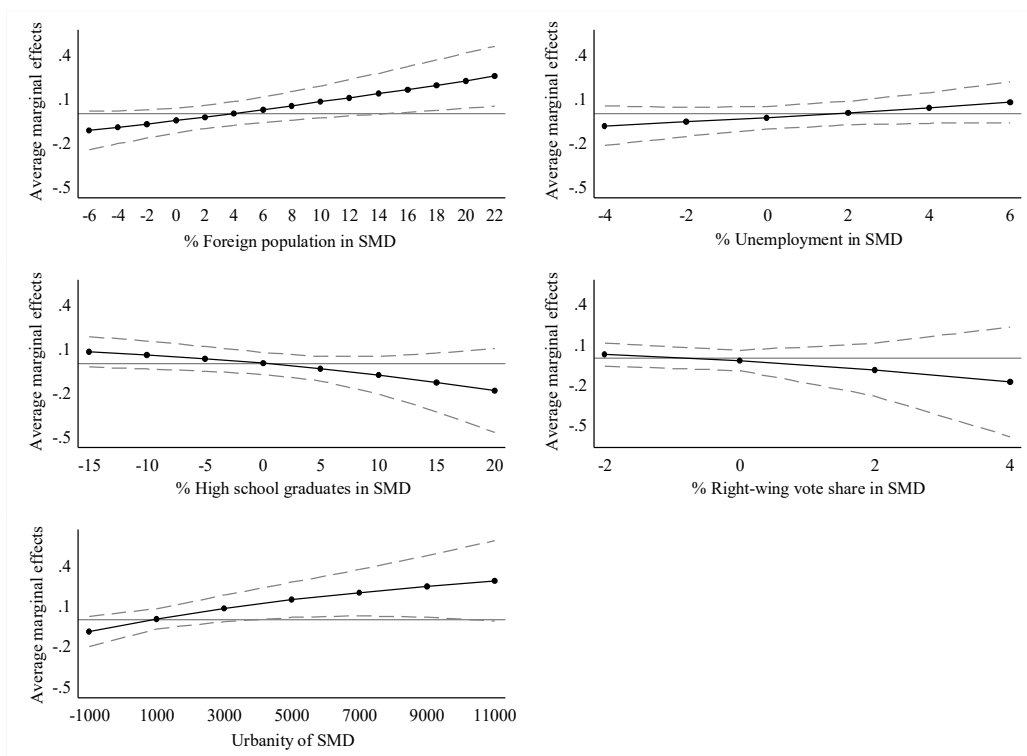 Average marginal effects
.4
.1
-.2
-.5
-6 -4 -2 0 2 4 6 8 10 12 14 16 18 20 22
% Foreign population in SMD
Average marginal effects
.4
.1
-.2
-.5
-4 -2 0 2 4 6
% Unemployment in SMD
Average marginal effects
.4
.1
-.2
-.5
-15 -10 -5 0 5 10 15 20
% High school graduates in SMD
Average marginal effects
.4
.1
-.2
-.5
-2 0 2 4
% Right-wing vote share in SMD
Average marginal effects
.4
.1
-.2
-.5
-1000 1000 3000 5000 7000 9000 11000
Urbanity of SMD